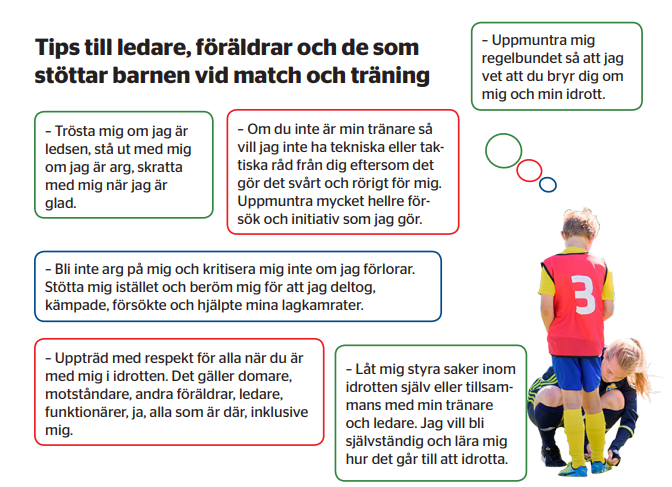 Tips till ledare, föräldrar och de som
stöttar barnen vid match och träning
– Uppmuntra mig
regelbundet så att jag
vet att du bryr dig om
mig och min idrott.
– Trösta mig om jag är
ledsen, stå ut med mig
om jag är arg, skratta
med mig när jag är
glad.
– Om du inte är min tränare så
vill jag inte ha tekniska eller tak-
tiska råd från dig eftersom det
gör det svårt och rörigt för mig.
Uppmuntra mycket hellre för-
sök och initiativ som jag gör.
– Bli inte arg på mig och kritisera mig inte om jag förlorar.
Stötta mig istället och beröm mig för att jag deltog,
kämpade, försökte och hjälpte mina lagkamrater.
– Uppträd med respekt för alla när du är
med mig i idrotten. Det gäller domare,
motståndare, andra föräldrar, ledare,
funktionärer, ja, alla som är där, inklusive
mig.
– Låt mig styra saker inom
idrotten själv eller tillsam-
mans med min tränare
och ledare. Jag vill bli
självständig och lära mig
hur det går till att idrotta.
3